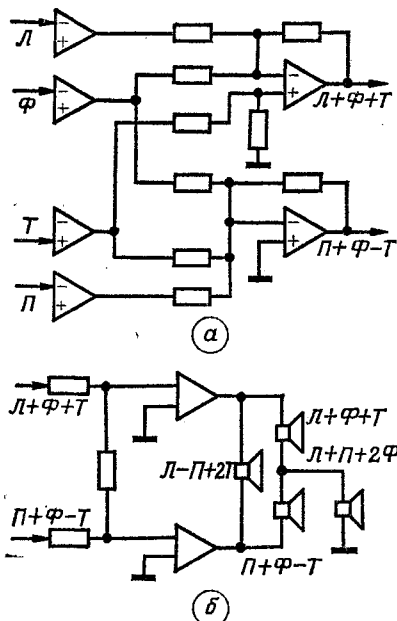 Л
Ф
Т
П
Л+Ф+Т
П+Ф-Т
а
Л+Ф+Т
П+Ф-Т
Л-П+2Т
Л+Ф+Т
Л+П+2Ф
П+Ф-Т
б